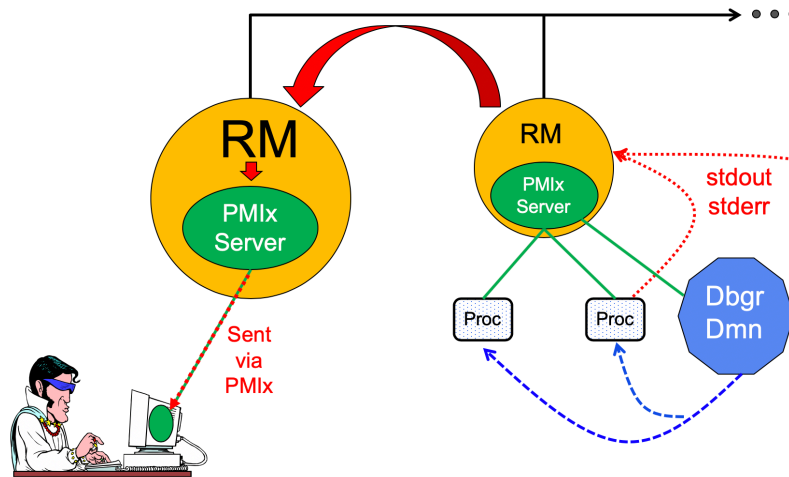 RM
PMIx
Server
Sent
via
PMIx
RM
PMIx
Server
stdout
stderr
Proc
Proc
Dbgr
Dmn